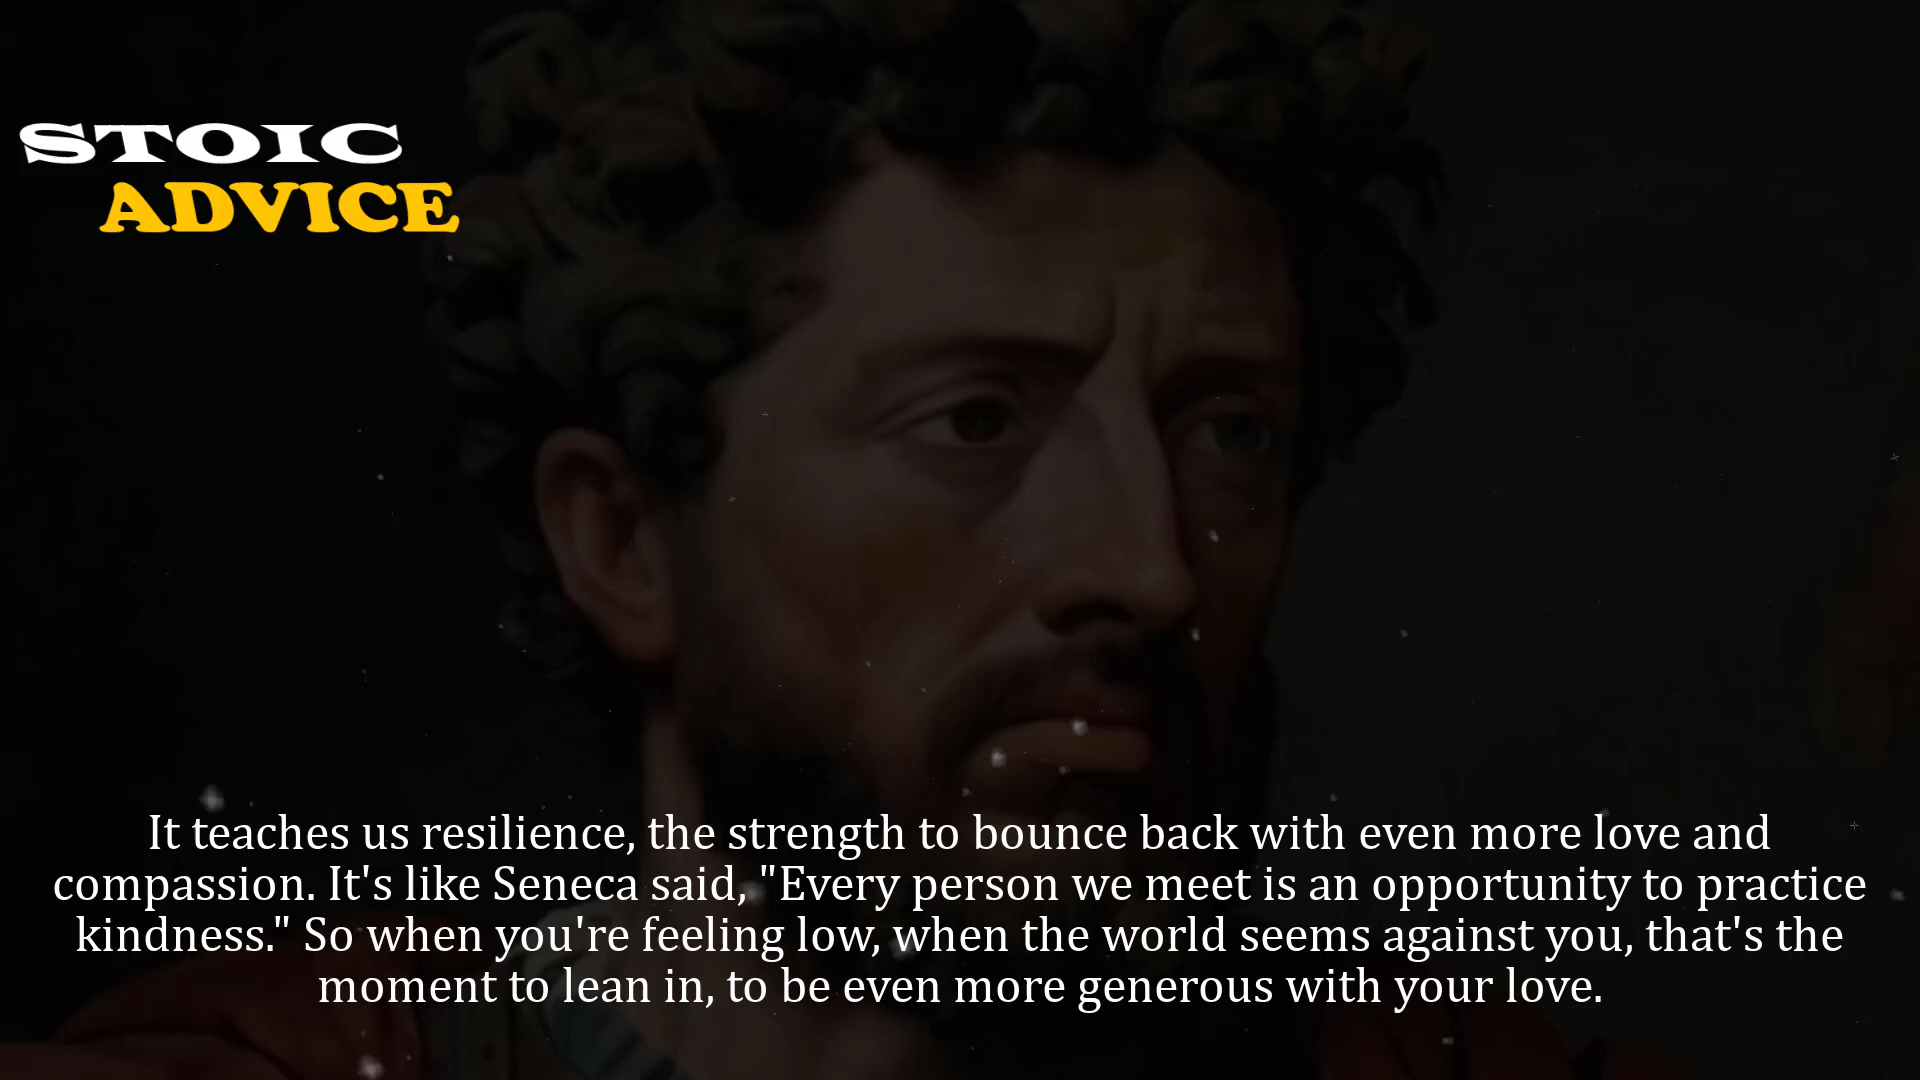 STOIC
ADVICE
It teaches us resilience, the strength to bounce back with even more love and
compassion. It's like Seneca said, "Every person we meet is an opportunity to practice
kindness." So when you're feeling low, when the world seems against you, that's the
moment to lean in, to be even more generous with your love.